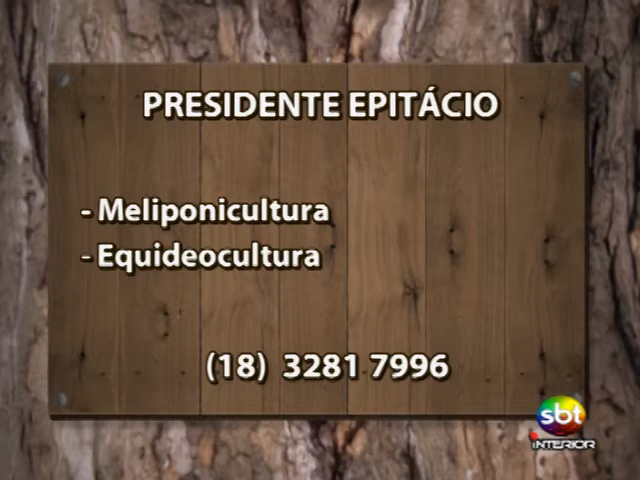 PRESIDENTE EPITÁCIO
- Meliponicultura
- Equideocultura
(18) 3281 7996
sbt
INTERIOR